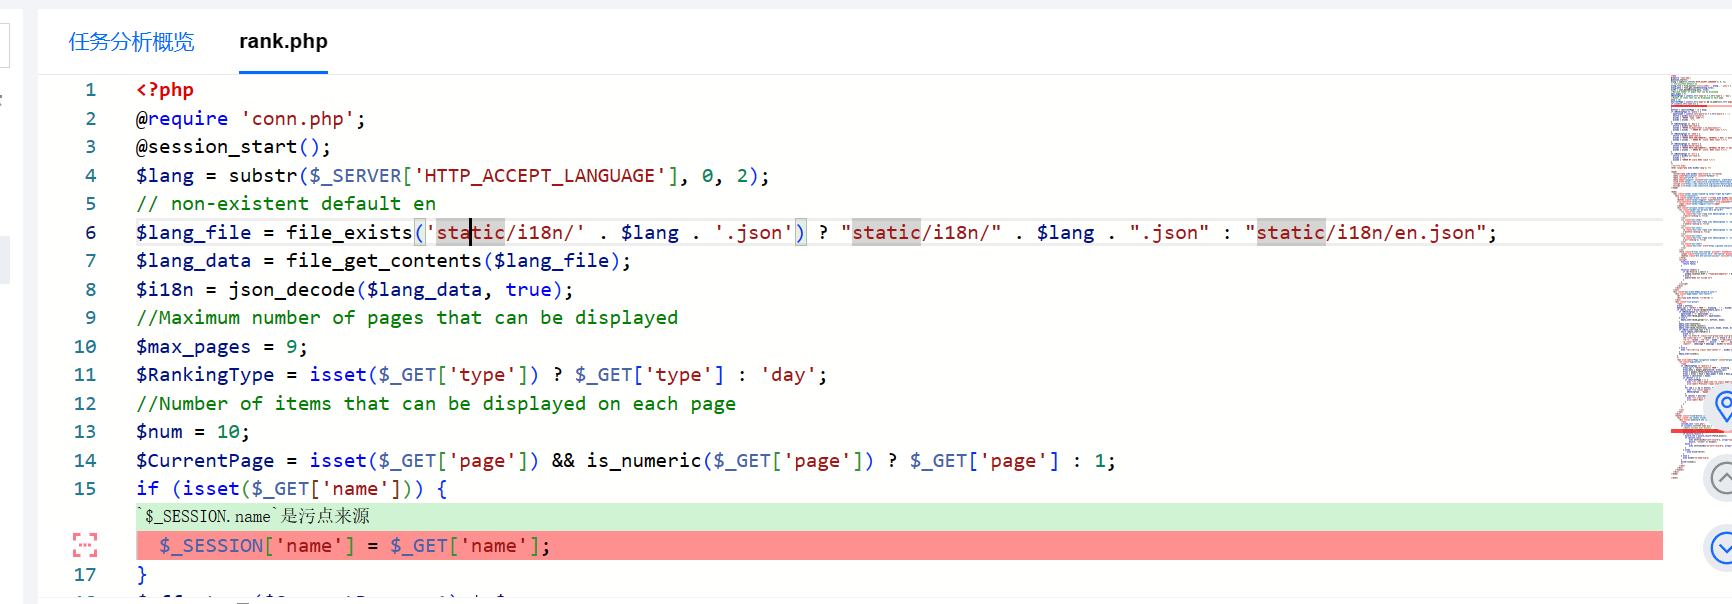 任务分析概览 rank.php
1 <?php
2 @require 'conn.php';
3 @session_start();
4 $lang = substr($_SERVER['HTTP_ACCEPT_LANGUAGE'], 0, 2);
5 // non-existent default en
6 $lang_file = file_exists('static/i18n/' . $lang . '.json') ? "static/i18n/" . $lang . ".json" : "static/i18n/en.json";
7 $lang_data = file_get_contents($lang_file);
8 $i18n = json_decode($lang_data, true);
9 //Maximum number of pages that can be displayed
10 $max_pages = 9;
11 $RankingType = isset($_GET['type']) ? $_GET['type'] : 'day';
12 //Number of items that can be displayed on each page
13 $num = 10;
14 $CurrentPage = isset($_GET['page']) && is_numeric($_GET['page']) ? $_GET['page'] : 1;
15 if (isset($_GET['name'])) {
`$_SESSION.name`是污点来源
$_SESSION['name'] = $_GET['name'];
17 }